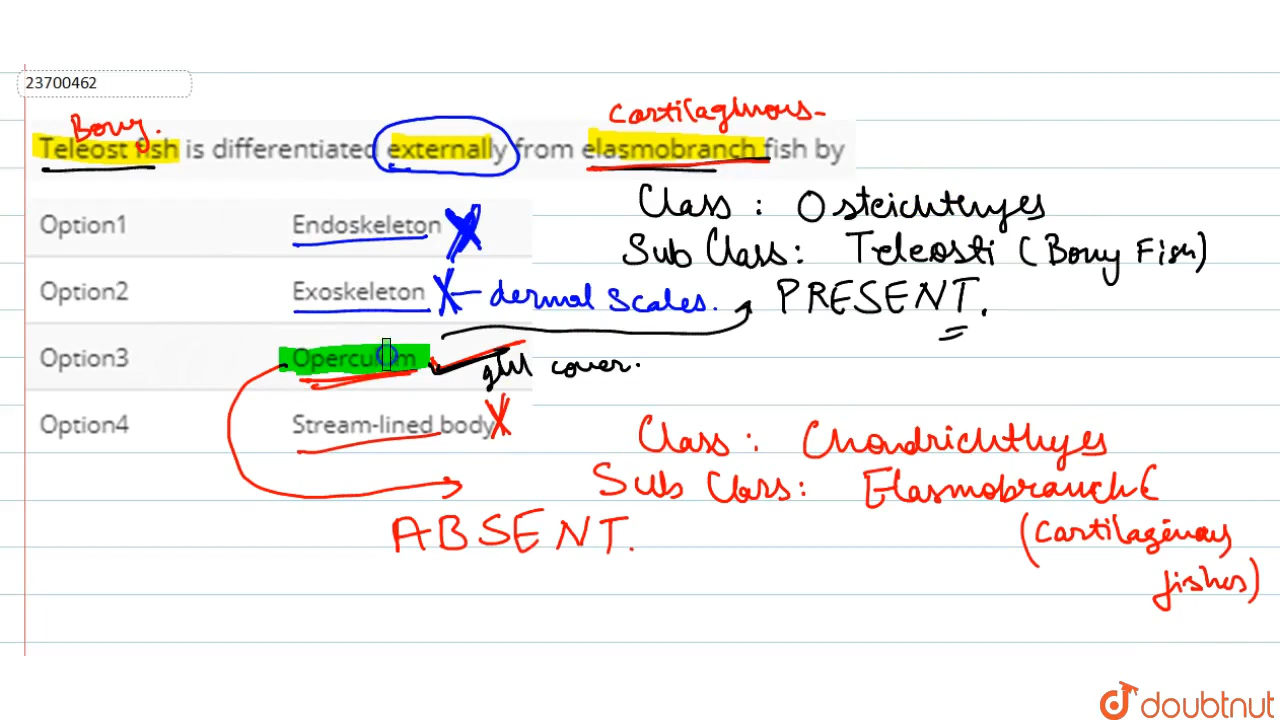 23700462
Bony.
Cartilaginous-
Teleost fish is differentiated externally from elasmobranch fish by
Class : Osteichthyes
Option1 Endoskeleton
Sub Class: Teleosti (Bony Fish)
Option2 Exoskeleton X - dermal scales. PRESENT.
Option3 Operculum gill cover.
Option4 Stream-lined body X
Class : Chondrichthyes
Sub Class: Elasmobranchi
ABSENT.
(Cartilaginous
fishes)
doubtnut